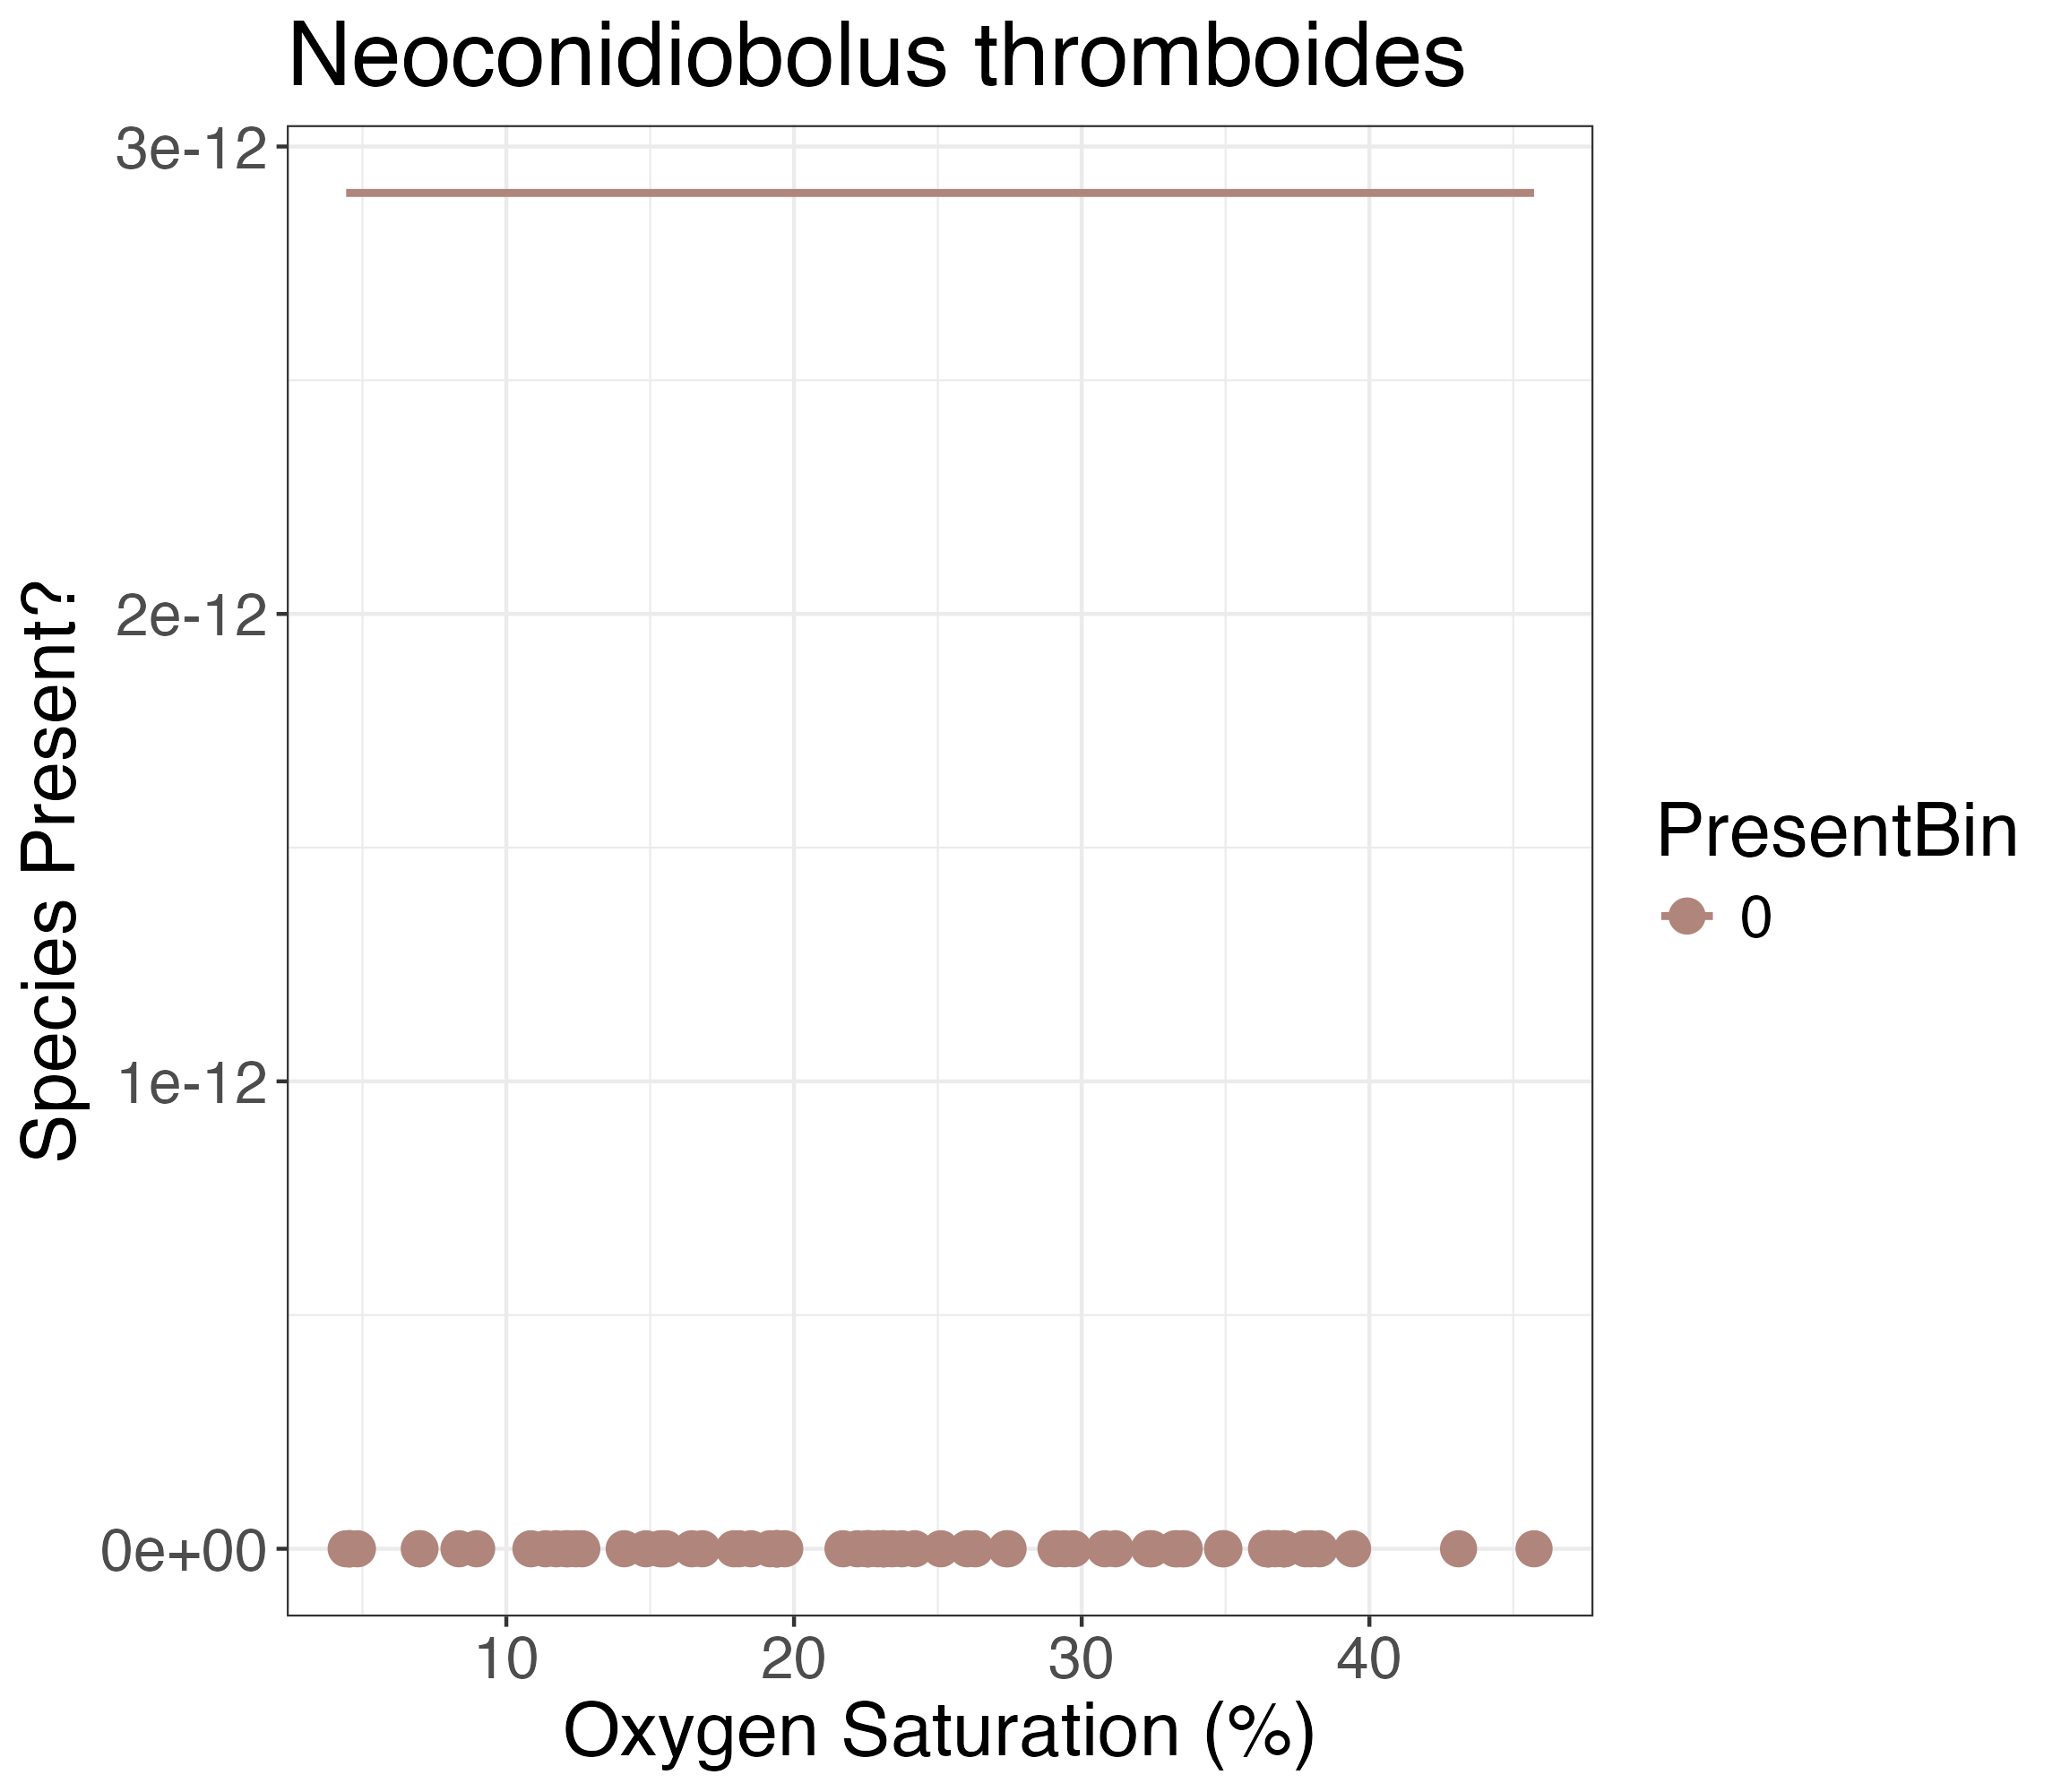 Neoconidiobolus thromboides
3e-12
2e-12
1e-12
0e+00
Species Present?
10 20 30 40
Oxygen Saturation (%)
PresentBin
0